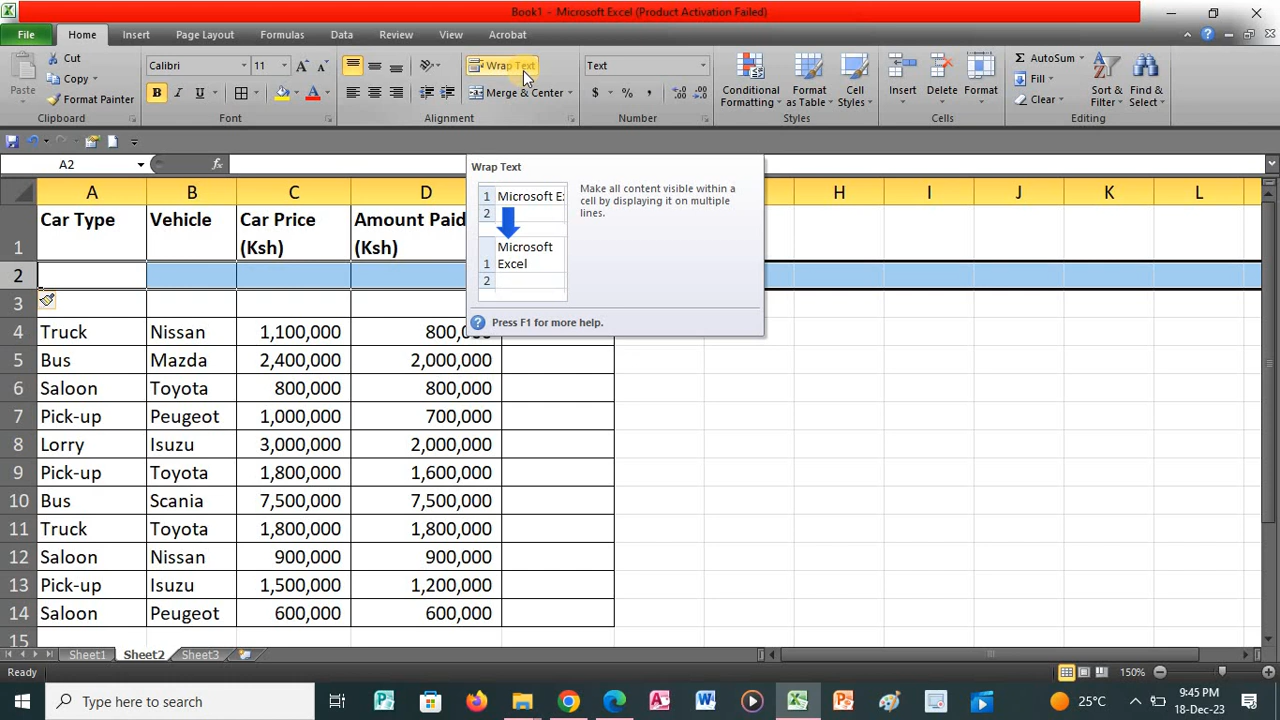 Book1 - Microsoft Excel (Product Activation Failed)
File Home Insert Page Layout Formulas Data Review View Acrobat
Paste Cut Copy Format Painter Clipboard
Calibri 11 B I U A Font
Wrap Text Merge & Center Alignment
Text $ % , Number
Conditional Formatting Format as Table Cell Styles Styles
Insert Delete Format Cells
Σ AutoSum Fill Clear Sort & Filter Find & Select Editing
A2 fx
Wrap Text
1 Microsoft E
2
Microsoft
1 Excel
2
Make all content visible within a
cell by displaying it on multiple
lines.
Press F1 for more help.
A B C D H I J K L
1 Car Type Vehicle Car Price (Ksh) Amount Paid (Ksh)
2
3
4 Truck Nissan 1,100,000
5 Bus Mazda 2,400,000 2,000,000
6 Saloon Toyota 800,000 800,000
7 Pick-up Peugeot 1,000,000 700,000
8 Lorry Isuzu 3,000,000 2,000,000
9 Pick-up Toyota 1,800,000 1,600,000
10 Bus Scania 7,500,000 7,500,000
11 Truck Toyota 1,800,000 1,800,000
12 Saloon Nissan 900,000 900,000
13 Pick-up Isuzu 1,500,000 1,200,000
14 Saloon Peugeot 600,000 600,000
15
Sheet1 Sheet2 Sheet3
Ready 150%
Type here to search 25°C 9:45 PM
18-Dec-23